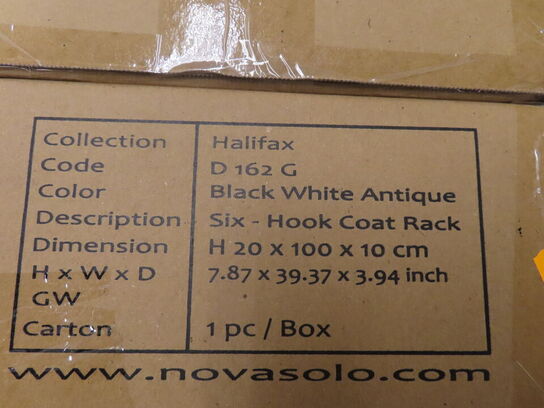 Collection Halifax
Code D 162 G
Color Black White Antique
Description Six - Hook Coat Rack
Dimension H 20 x 100 x 10 cm
H x W x D 7.87 x 39.37 x 3.94 inch
GW
Carton 1 pc / Box
www.novasolo.com